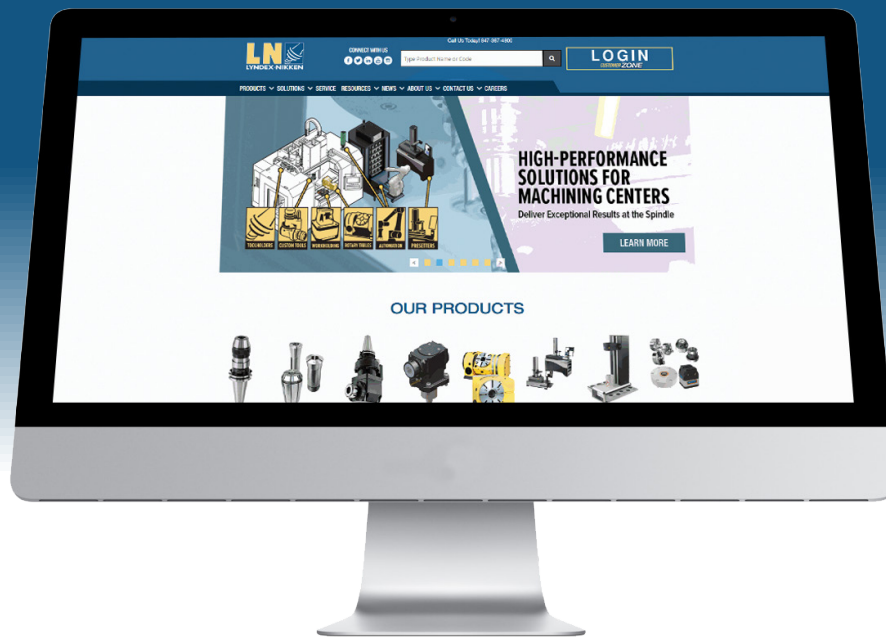 Call Us Today! 847-367-4800
LN
LYNDEX-NIKKEN
CONNECT WITH US
Type Product Name or Code
LOGIN
CUSTOMER ZONE
PRODUCTS SOLUTIONS SERVICE RESOURCES NEWS ABOUT US CONTACT US CAREERS
HIGH-PERFORMANCE
SOLUTIONS FOR
MACHINING CENTERS
Deliver Exceptional Results at the Spindle
LEARN MORE
TOOLHOLDERS CUSTOM TOOLS WORKHOLDING ROTARY TABLES AUTOMATION PRESETTERS
OUR PRODUCTS